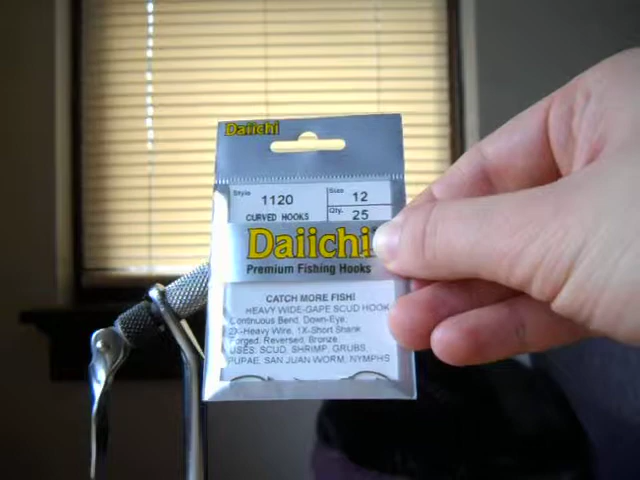 Daiichi
Style 1120 Size 12
CURVED HOOKS Qty. 25
Daiichi
Premium Fishing Hooks
CATCH MORE FISH!
HEAVY WIDE-GAPE SCUD HOOK
Continuous Bend, Down-Eye,
2X-Heavy Wire, 1X-Short Shank
Forged, Reversed, Bronze.
USES: SCUD, SHRIMP, GRUBS,
PUPAE, SAN JUAN WORM, NYMPHS